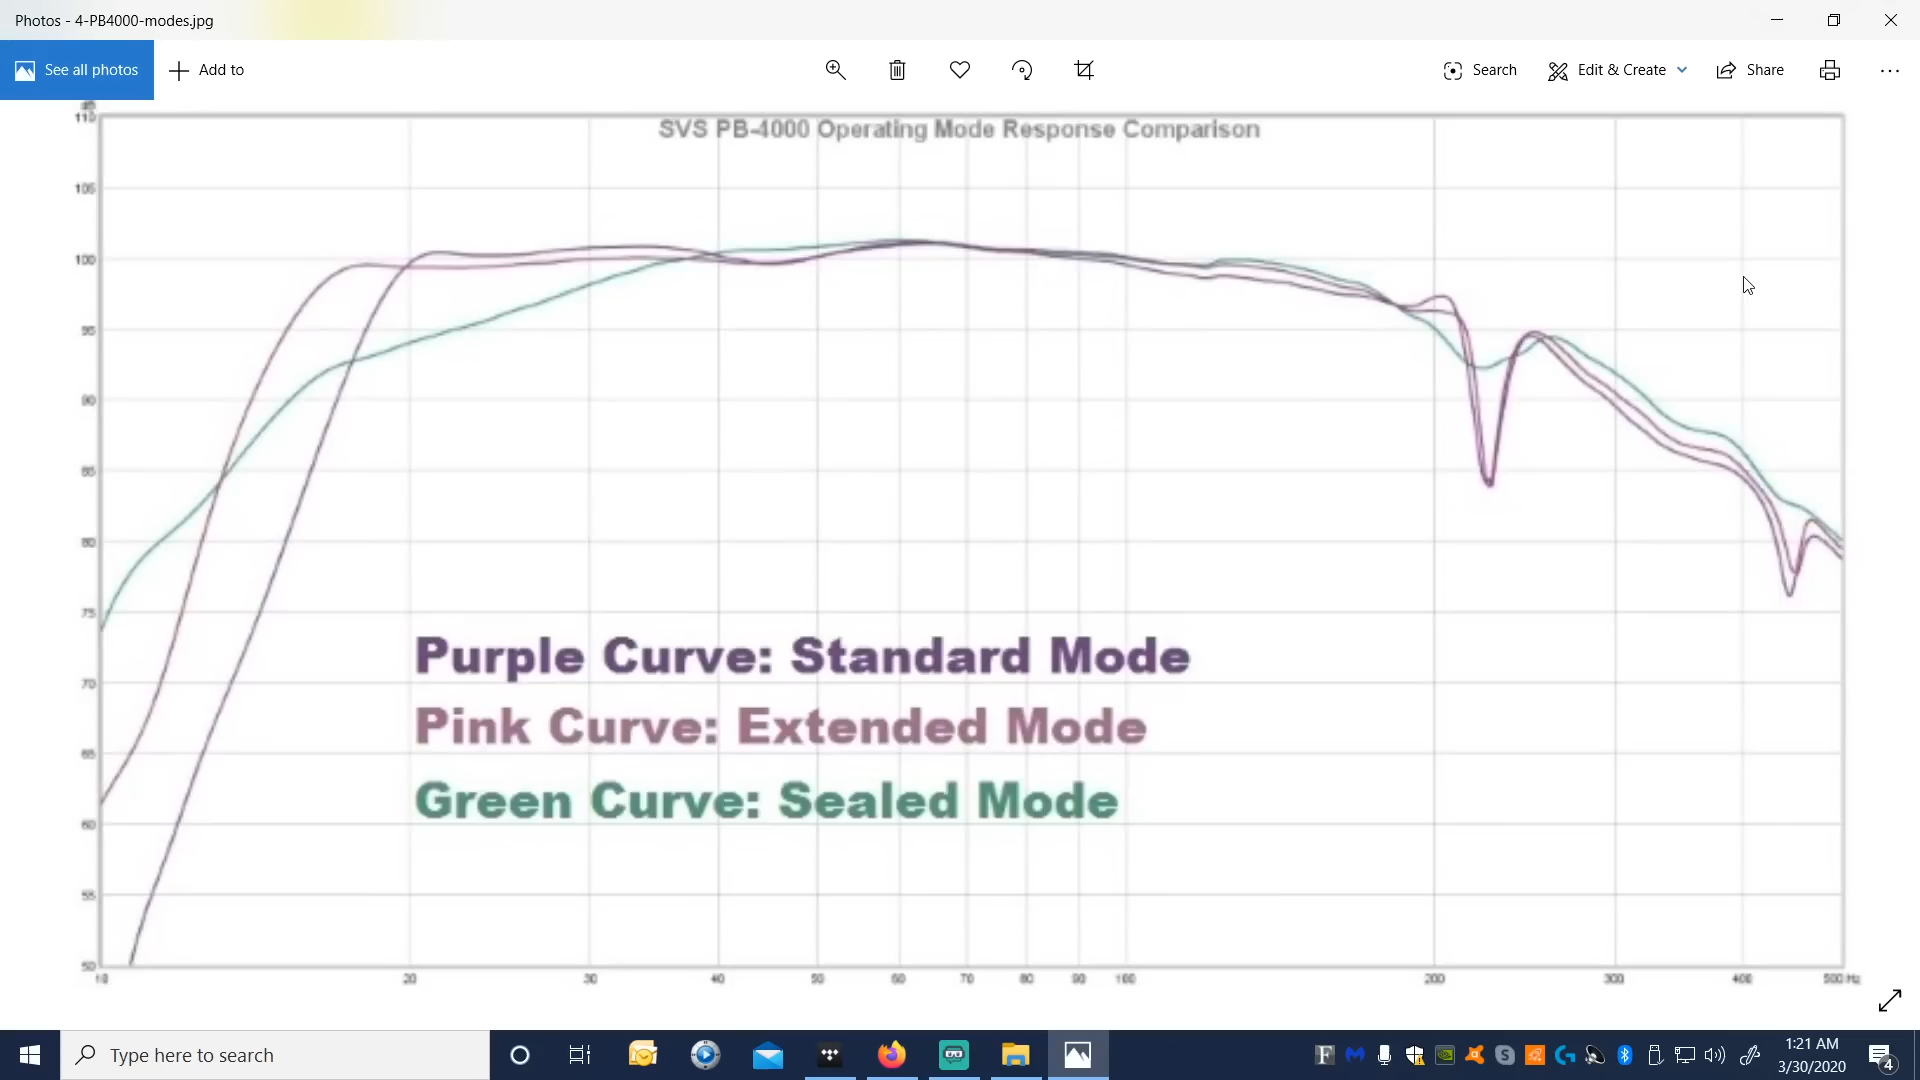 Photos - 4-PB4000-modes.jpg
See all photos
Add to
Search
Edit & Create
Share
dB
110
SVS PB-4000 Operating Mode Response Comparison
105
100
95
90
85
80
75
Purple Curve: Standard Mode
70
Pink Curve: Extended Mode
65
Green Curve: Sealed Mode
60
55
50
10 20 30 40 50 60 70 80 90 100 200 300 400 500 Hz
Type here to search
1:21 AM
3/30/2020
4